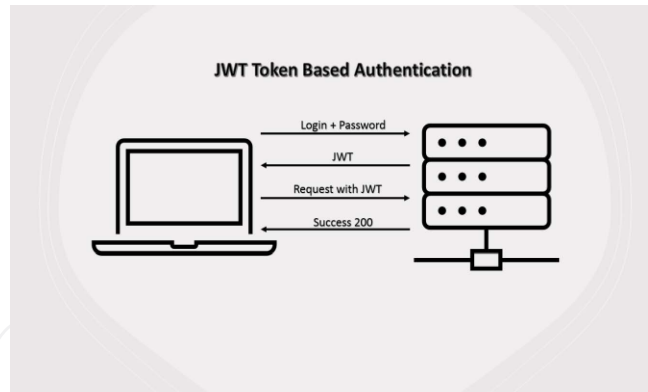 JWT Token Based Authentication
Login + Password
JWT
Request with JWT
Success 200